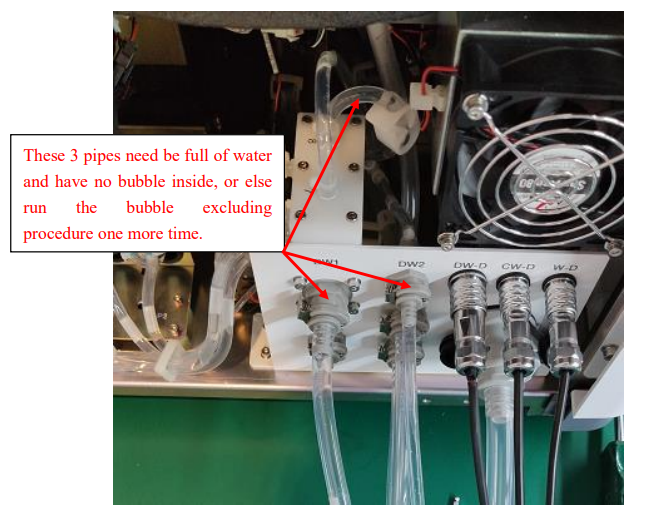 These 3 pipes need be full of water
and have no bubble inside, or else
run the bubble excluding
procedure one more time.
DW2 DW-D CW-D W-D